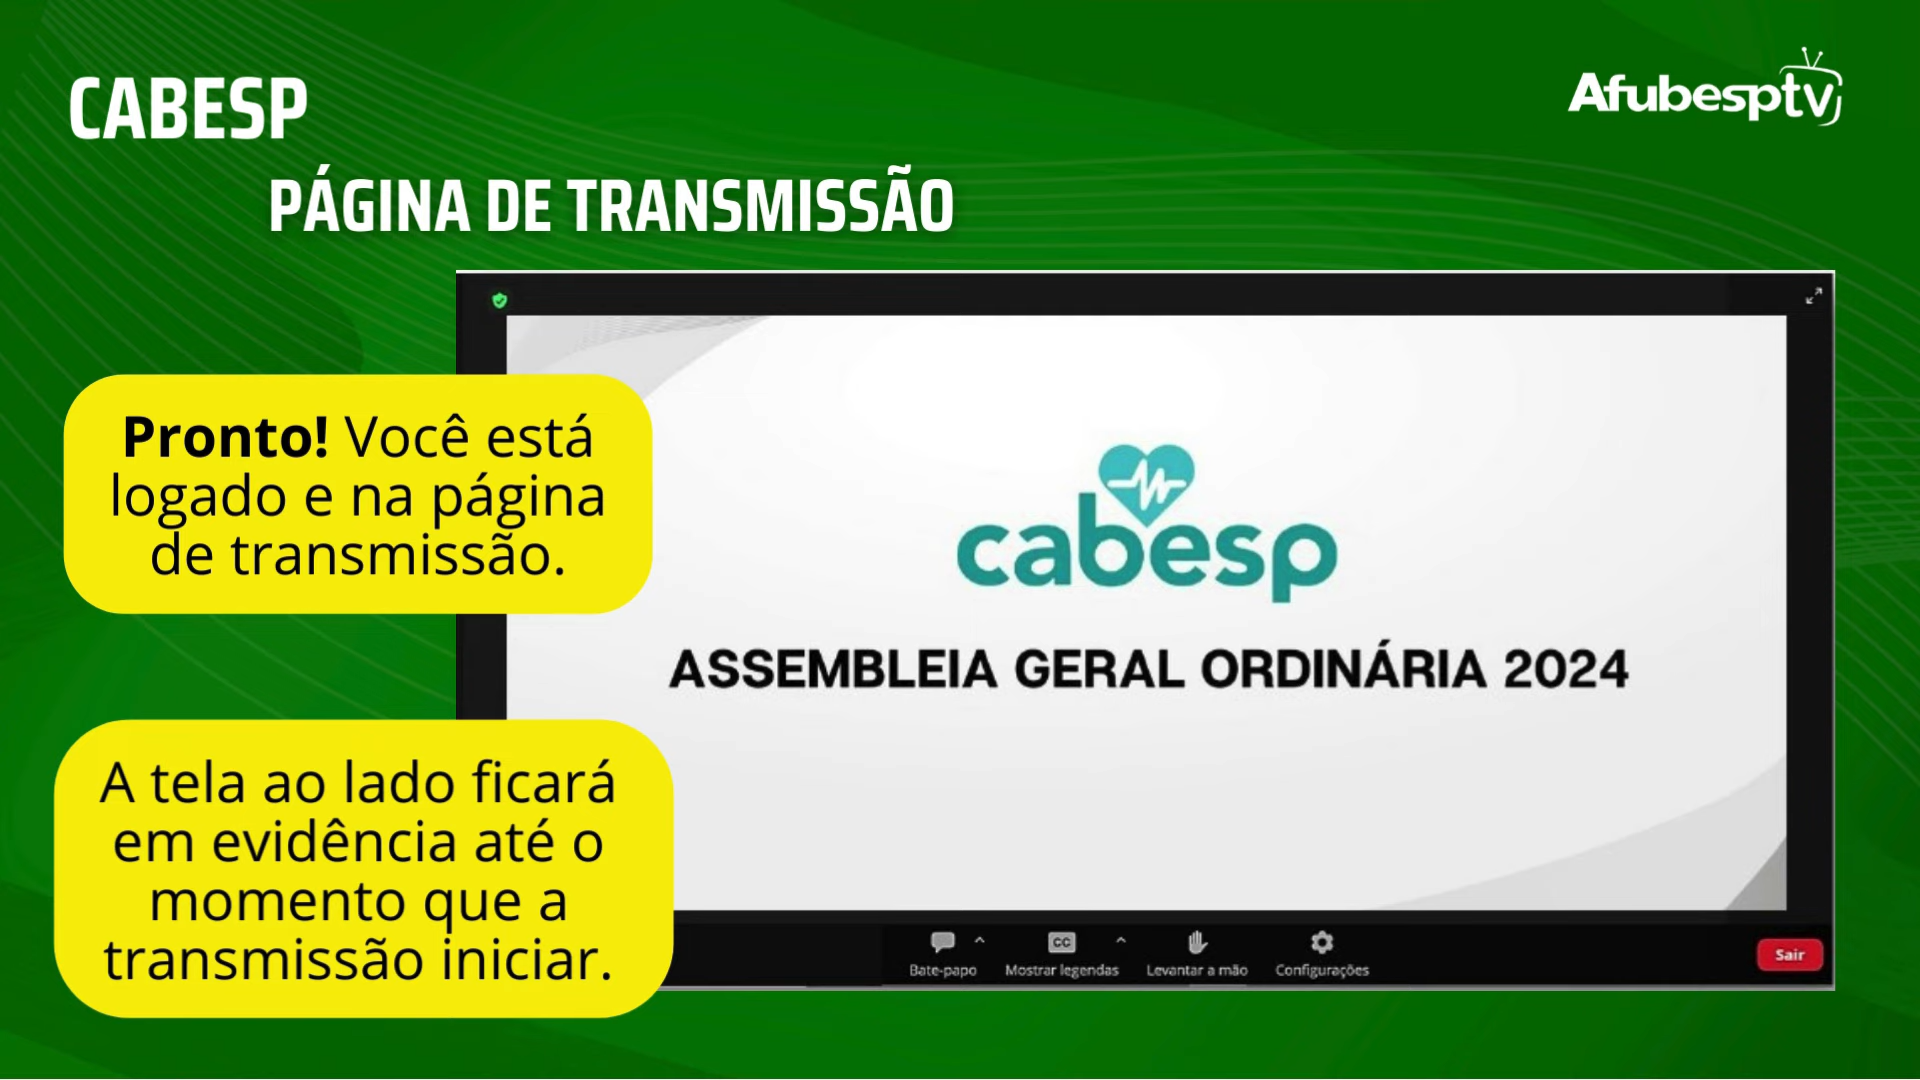 CABESP
Afubesptv
PÁGINA DE TRANSMISSÃO
Pronto! Você está
logado e na página
de transmissão.
cabesp
ASSEMBLEIA GERAL ORDINÁRIA 2024
A tela ao lado ficará
em evidência até o
momento que a
transmissão iniciar.
CC
Bate-papo Mostrar legendas Levantar a mão Configurações
Sair